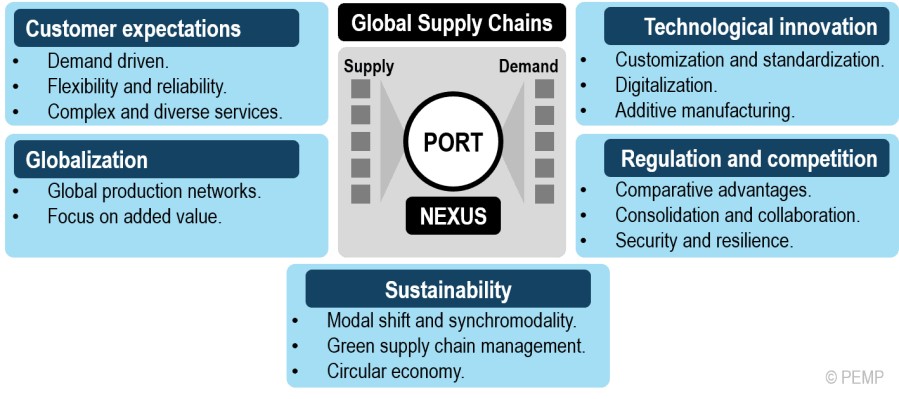 Customer expectations
• Demand driven.
• Flexibility and reliability.
• Complex and diverse services.
Globalization
• Global production networks.
• Focus on added value.
Global Supply Chains
Supply
Demand
PORT
NEXUS
Technological innovation
• Customization and standardization.
• Digitalization.
• Additive manufacturing.
Regulation and competition
• Comparative advantages.
• Consolidation and collaboration.
• Security and resilience.
Sustainability
• Modal shift and synchromodality.
• Green supply chain management.
• Circular economy.
© PEMP